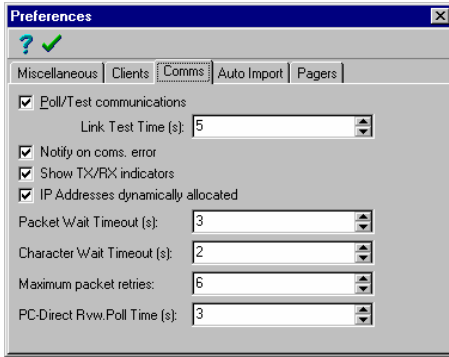 Preferences
?
Miscellaneous Clients Comms Auto Import Pagers
Poll/Test communications
Link Test Time (s): 5
Notify on coms. error
Show TX/RX indicators
IP Addresses dynamically allocated
Packet Wait Timeout (s): 3
Character Wait Timeout (s): 2
Maximum packet retries: 6
PC-Direct Rvw.Poll Time (s): 3